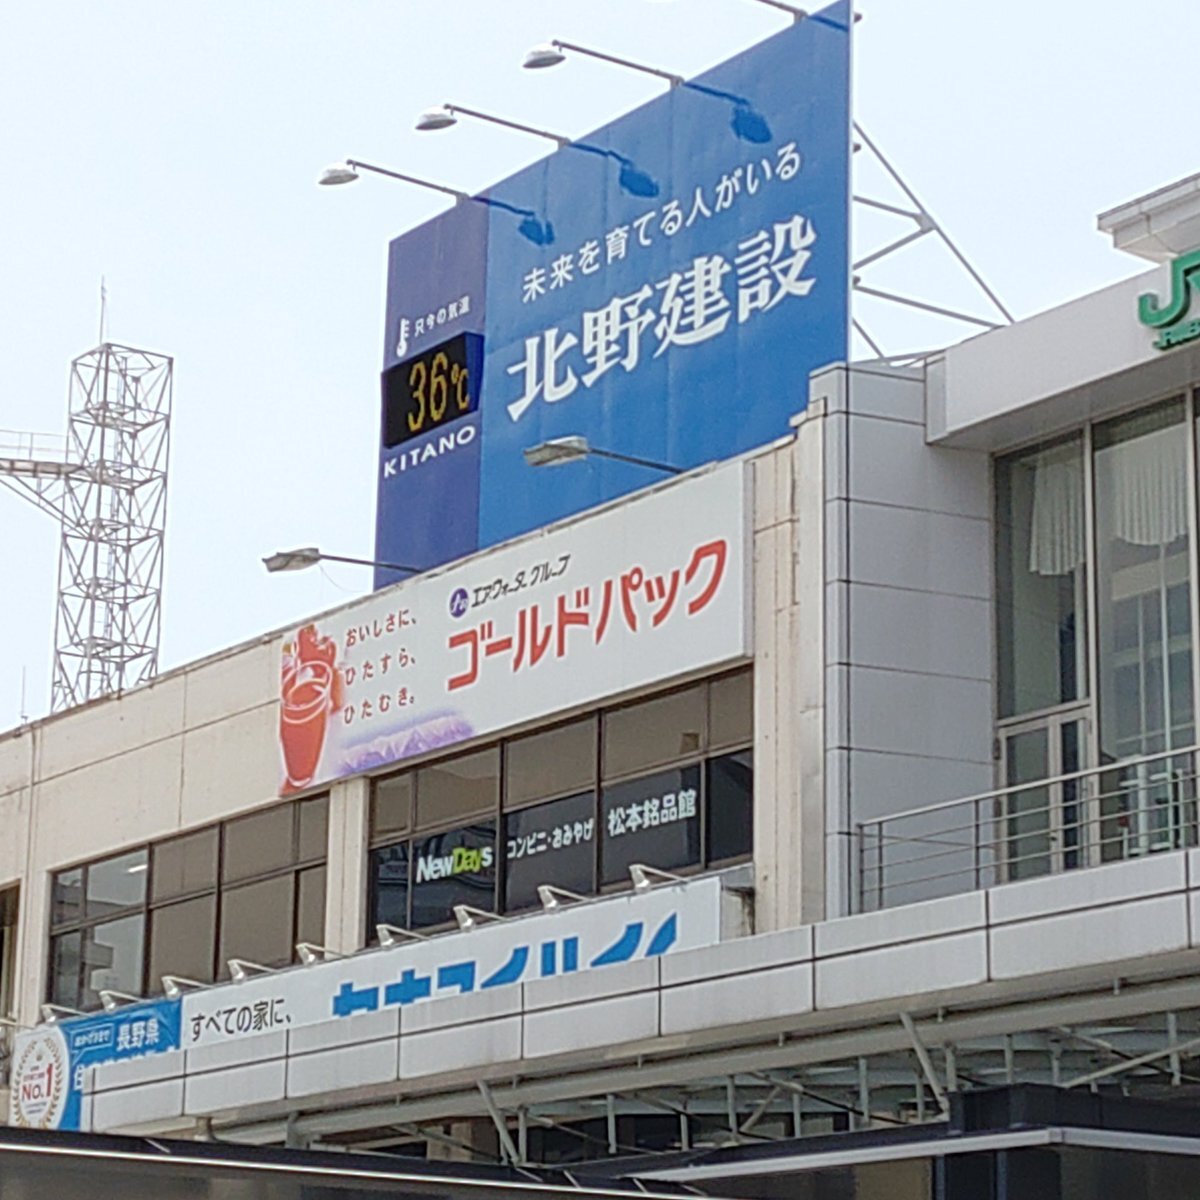 未来を育てる人がいる
北野建設
只今の気温
36℃
KITANO
JR
エア・ウォーターグループ
ゴールドパック
おいしさに、
ひたすら、
ひたむき。
NewDays
コンビニ・おみやげ
松本銘品館
すべての家に、
長野県
No.1